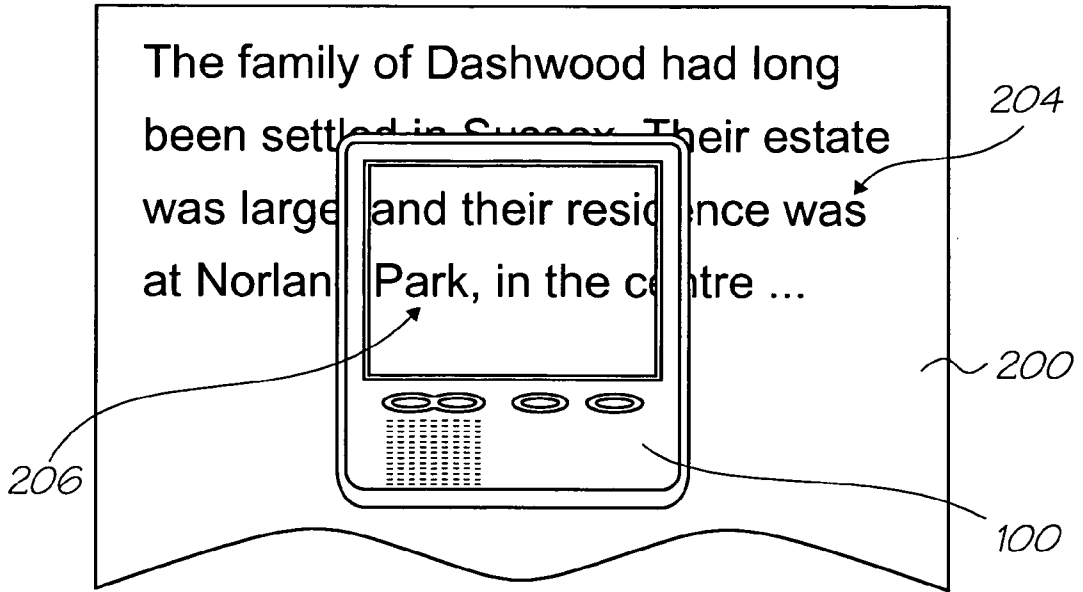 The family of Dashwood had long
been settled in Sussex. Their estate
was large and their residence was
at Norlan Park, in the centre ...
204
200
206
100